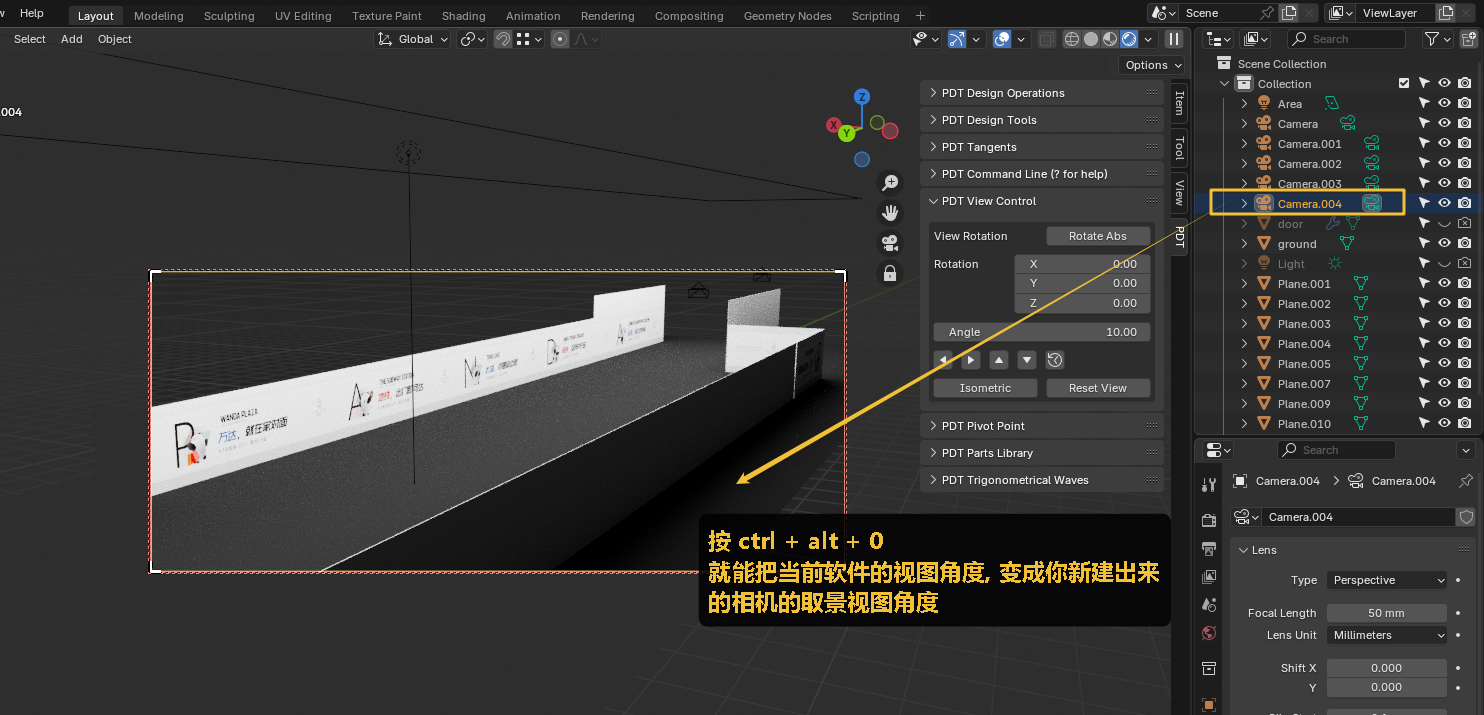 Help
Layout
Modeling
Sculpting
UV Editing
Texture Paint
Shading
Animation
Rendering
Compositing
Geometry Nodes
Scripting
+
Scene
ViewLayer
Select
Add
Object
Global
Search
Options
.004
Z
X
Y
PDT Design Operations
PDT Design Tools
PDT Tangents
PDT Command Line (? for help)
PDT View Control
View Rotation
Rotate Abs
Rotation
X 0.00
Y 0.00
Z 0.00
Angle 10.00
Isometric
Reset View
PDT Pivot Point
PDT Parts Library
PDT Trigonometrical Waves
Item
Tool
View
PDT
Scene Collection
Collection
Area
Camera
Camera.001
Camera.002
Camera.003
Camera.004
door
ground
Light
Plane.001
Plane.002
Plane.003
Plane.004
Plane.005
Plane.007
Plane.009
Plane.010
WANDA PLAZA
万达，就在家对面
THE SUBWAY STATION
按 ctrl + alt + 0
就能把当前软件的视图角度, 变成你新建出来
的相机的取景视图角度
Search
Camera.004
Camera.004
Camera.004
Lens
Type Perspective
Focal Length 50 mm
Lens Unit Millimeters
Shift X 0.000
Y 0.000